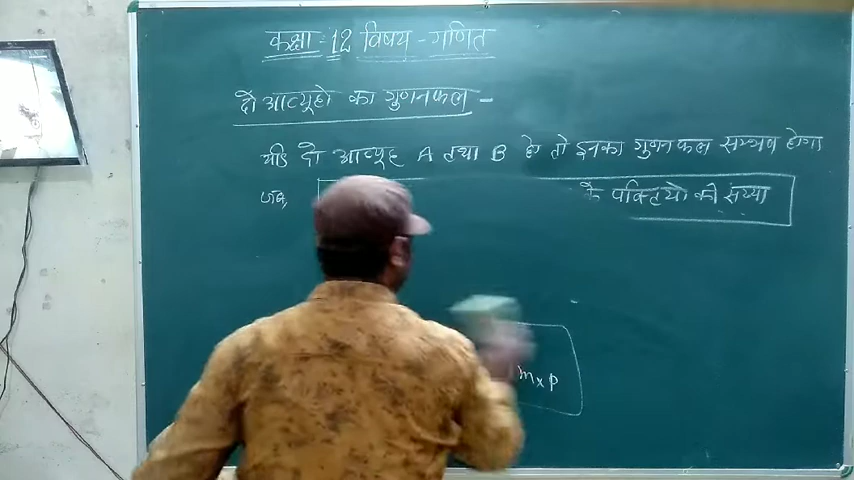 कक्षा = 12 विषय - गणित
दो आव्यूहो का गुणनफल -
यदि दो आव्यूह A तथा B हो तो इनका गुणनफल सम्भव होगा
जब, के पंक्टियो की संख्या
m x p